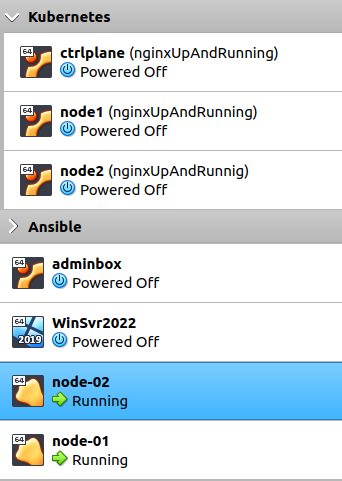 Kubernetes
64 ctrlplane (nginxUpAndRunning)
Powered Off
64 node1 (nginxUpAndRunning)
Powered Off
64 node2 (nginxUpAndRunnig)
Powered Off
Ansible
64 adminbox
Powered Off
64 WinSvr2022
2019 Powered Off
64 node-02
Running
64 node-01
Running